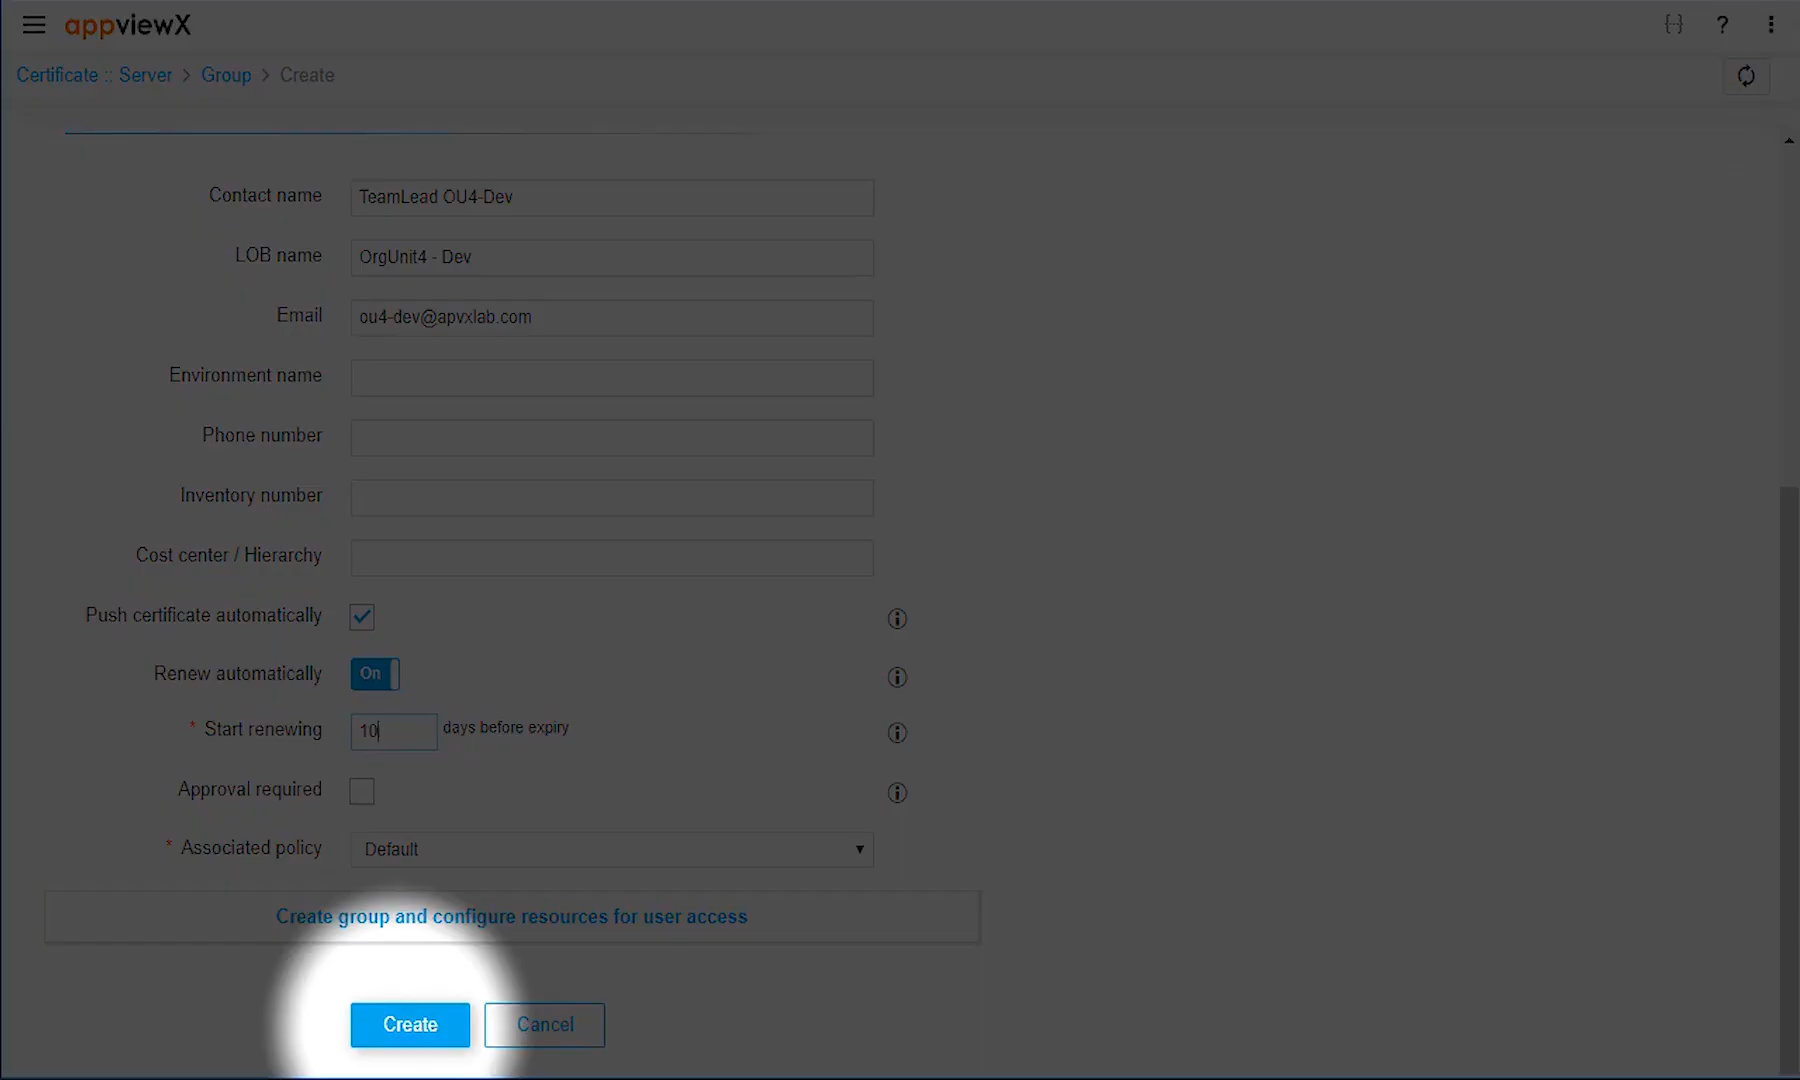 appviewX
{··} ?
Certificate :: Server > Group > Create
Contact name TeamLead OU4-Dev
LOB name OrgUnit4 - Dev
Email ou4-dev@apvxlab.com
Environment name
Phone number
Inventory number
Cost center / Hierarchy
Push certificate automatically
Renew automatically On
* Start renewing 10 days before expiry
Approval required
* Associated policy Default
Create group and configure resources for user access
Create Cancel